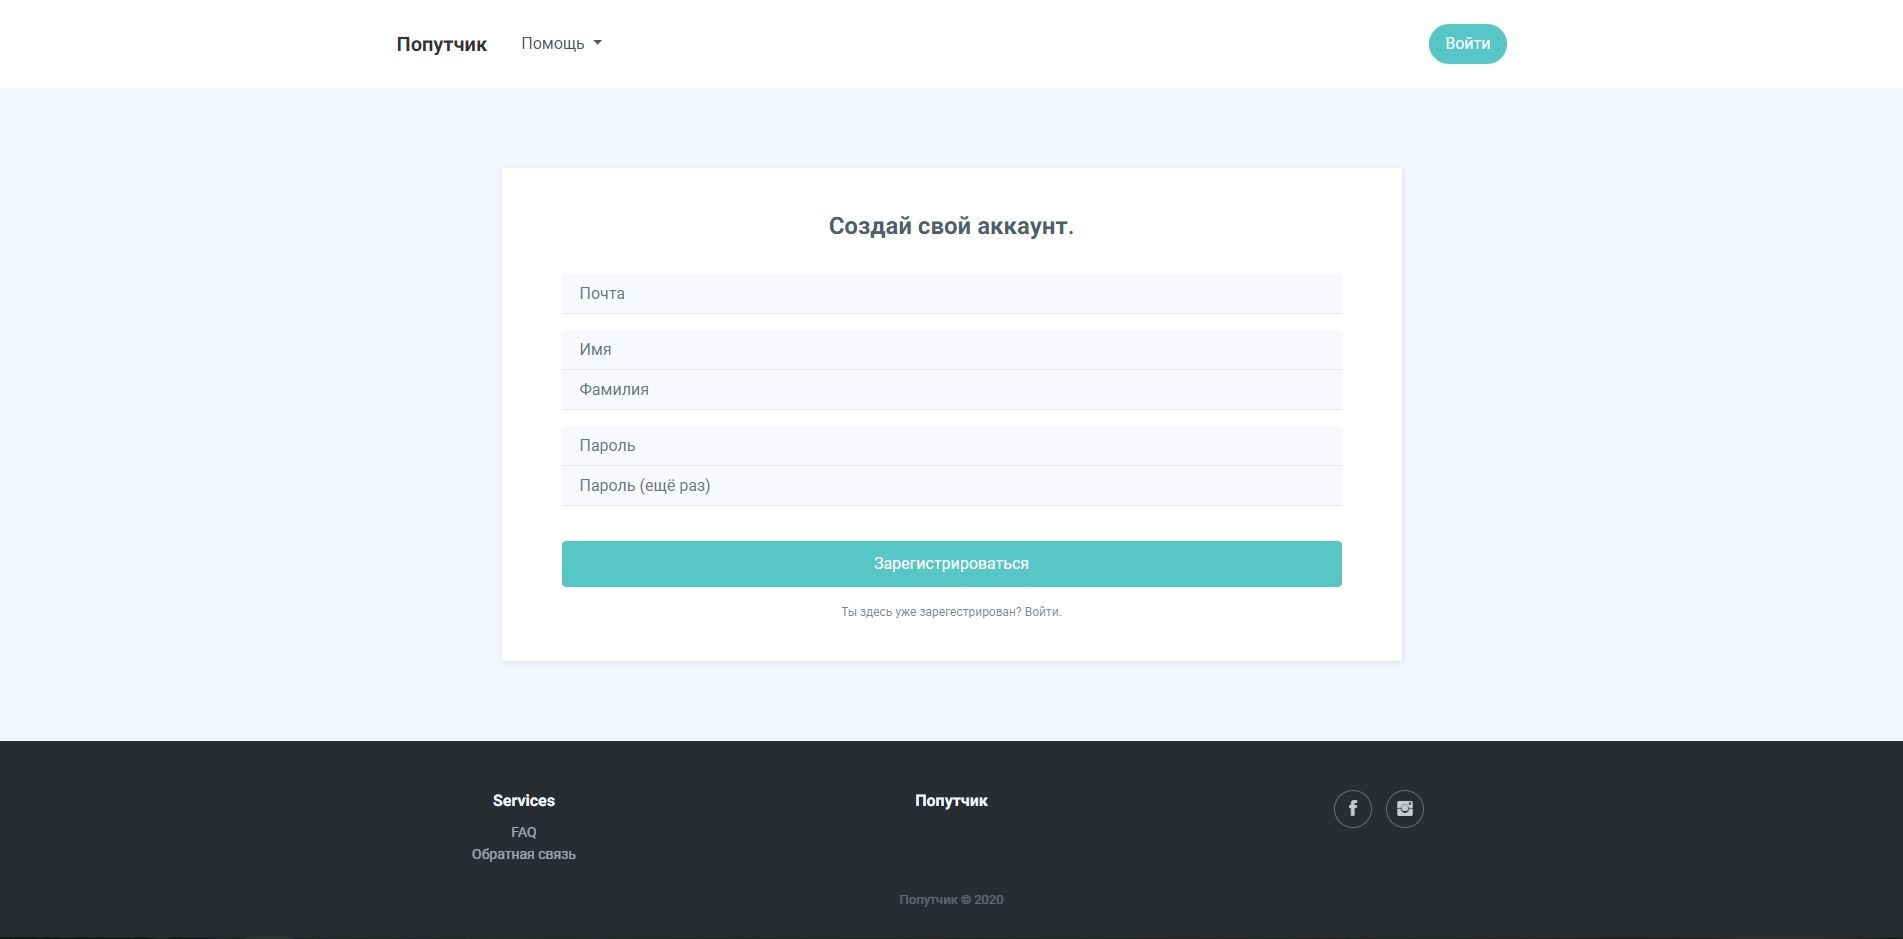 Попутчик Помощь Войти
Создай свой аккаунт.
Почта
Имя
Фамилия
Пароль
Пароль (ещё раз)
Зарегистрироваться
Ты здесь уже зарегестрирован? Войти.
Services
FAQ
Обратная связь
Попутчик
Попутчик © 2020